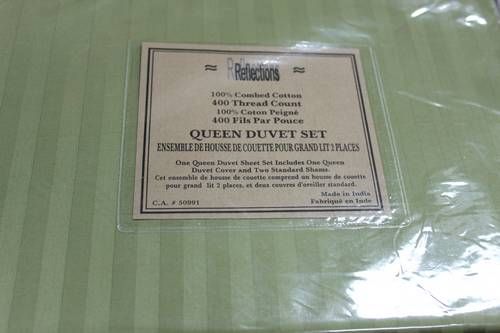 Reflections
100% Combed Cotton
400 Thread Count
100% Coton Peigné
400 Fils Par Pouce
QUEEN DUVET SET
ENSEMBLE DE HOUSSE DE COUETTE POUR GRAND LIT 2 PLACES
One Queen Duvet Sheet Set Includes One Queen
Duvet Cover and Two Standard Shams.
Cet ensemble de housse de couette comprend un housse de couette
pour grand lit 2 places, et deux couvres d'oreiller standard.
Made in India
C.A. # 50991 Fabriqué en Inde